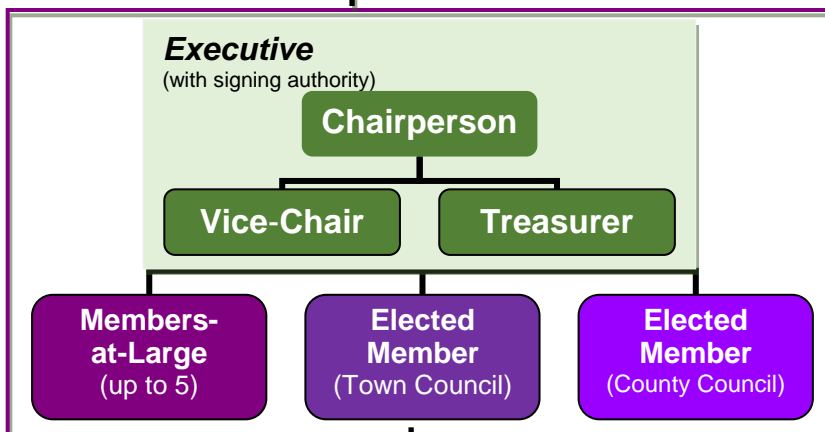 Executive
(with signing authority)
Chairperson
Vice-Chair
Treasurer
Members-
at-Large
(up to 5)
Elected
Member
(Town Council)
Elected
Member
(County Council)